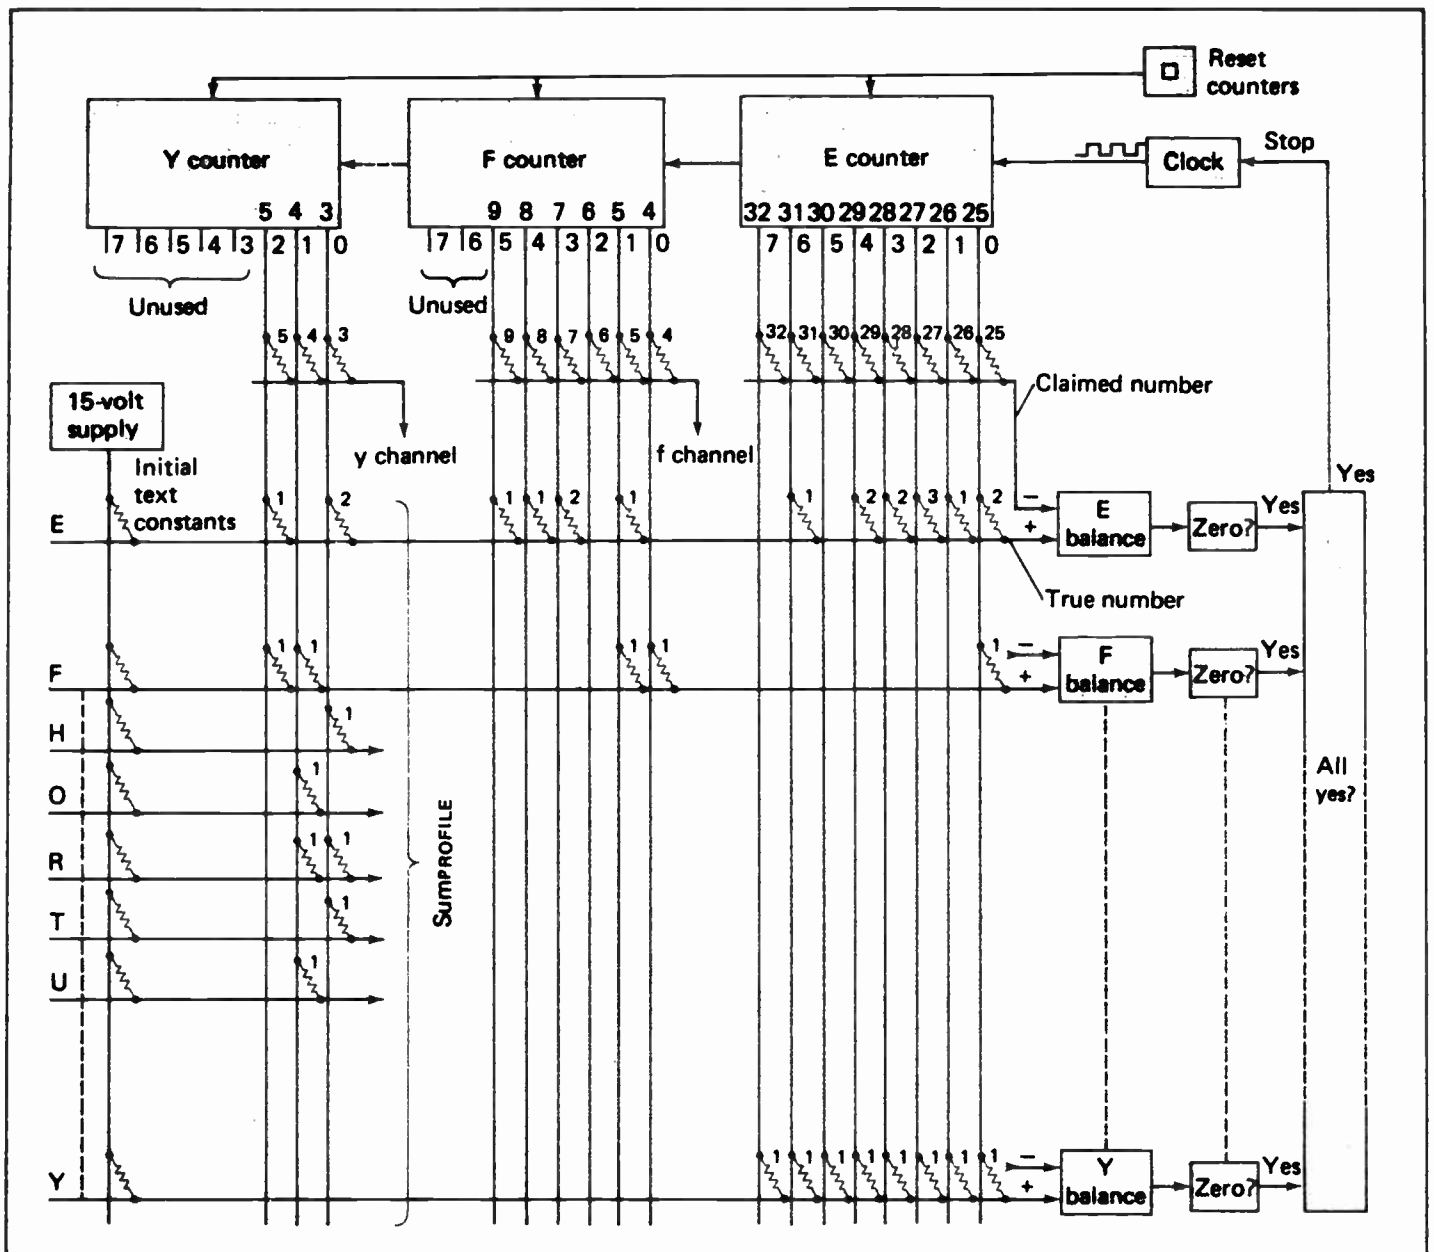 Reset
counters
Y counter
F counter
E counter
Clock
Stop
5 4 3
9 8 7 6 5 4
32 31 30 29 28 27 26 25
7 6 5 4 3 2 1 0
7 6 5 4 3 2 1 0
7 6 5 4 3 2 1 0
Unused
Unused
5 4 3
9 8 7 6 5 4
32 31 30 29 28 27 26 25
15-volt
supply
Claimed number
y channel
f channel
Initial
text
constants
Yes
E
1 2
1 1 2 1
1 2 2 3 1 2
−
+
E
balance
Zero?
Yes
True number
F
1 1
1 1
1
−
+
F
balance
Zero?
Yes
H
1
O
1
R
1 1
T
1
U
1
SUMPROFILE
All
yes?
Y
1 1 1 1 1 1 1 1
−
+
Y
balance
Zero?
Yes